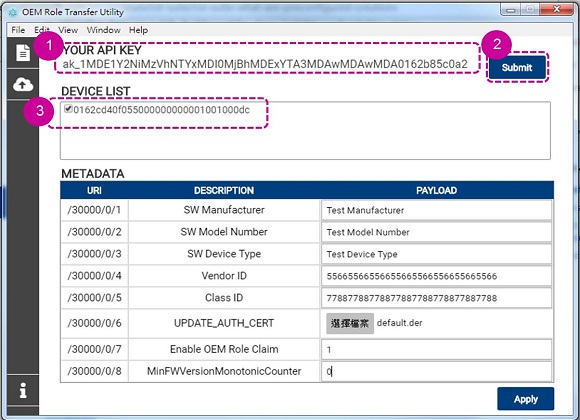 OEM Role Transfer Utility
File Edit View Window Help
1
YOUR API KEY
2
ak_1MDE1Y2NiMzVhNTYxMDI0MjBhMDExYTA3MDAwMDAwMDA0162b85c0a2
Submit
DEVICE LIST
3
0162cd40f055000000000001001000dc
METADATA
URI DESCRIPTION PAYLOAD
/30000/0/1 SW Manufacturer Test Manufacturer
/30000/0/2 SW Model Number Test Model Number
/30000/0/3 SW Device Type Test Device Type
/30000/0/4 Vendor ID 55665566556655665566556655665566
/30000/0/5 Class ID 77887788778877887788778877887788
/30000/0/6 UPDATE_AUTH_CERT 選擇檔案 default.der
/30000/0/7 Enable OEM Role Claim 1
/30000/0/8 MinFWVersionMonotonicCounter 0
Apply